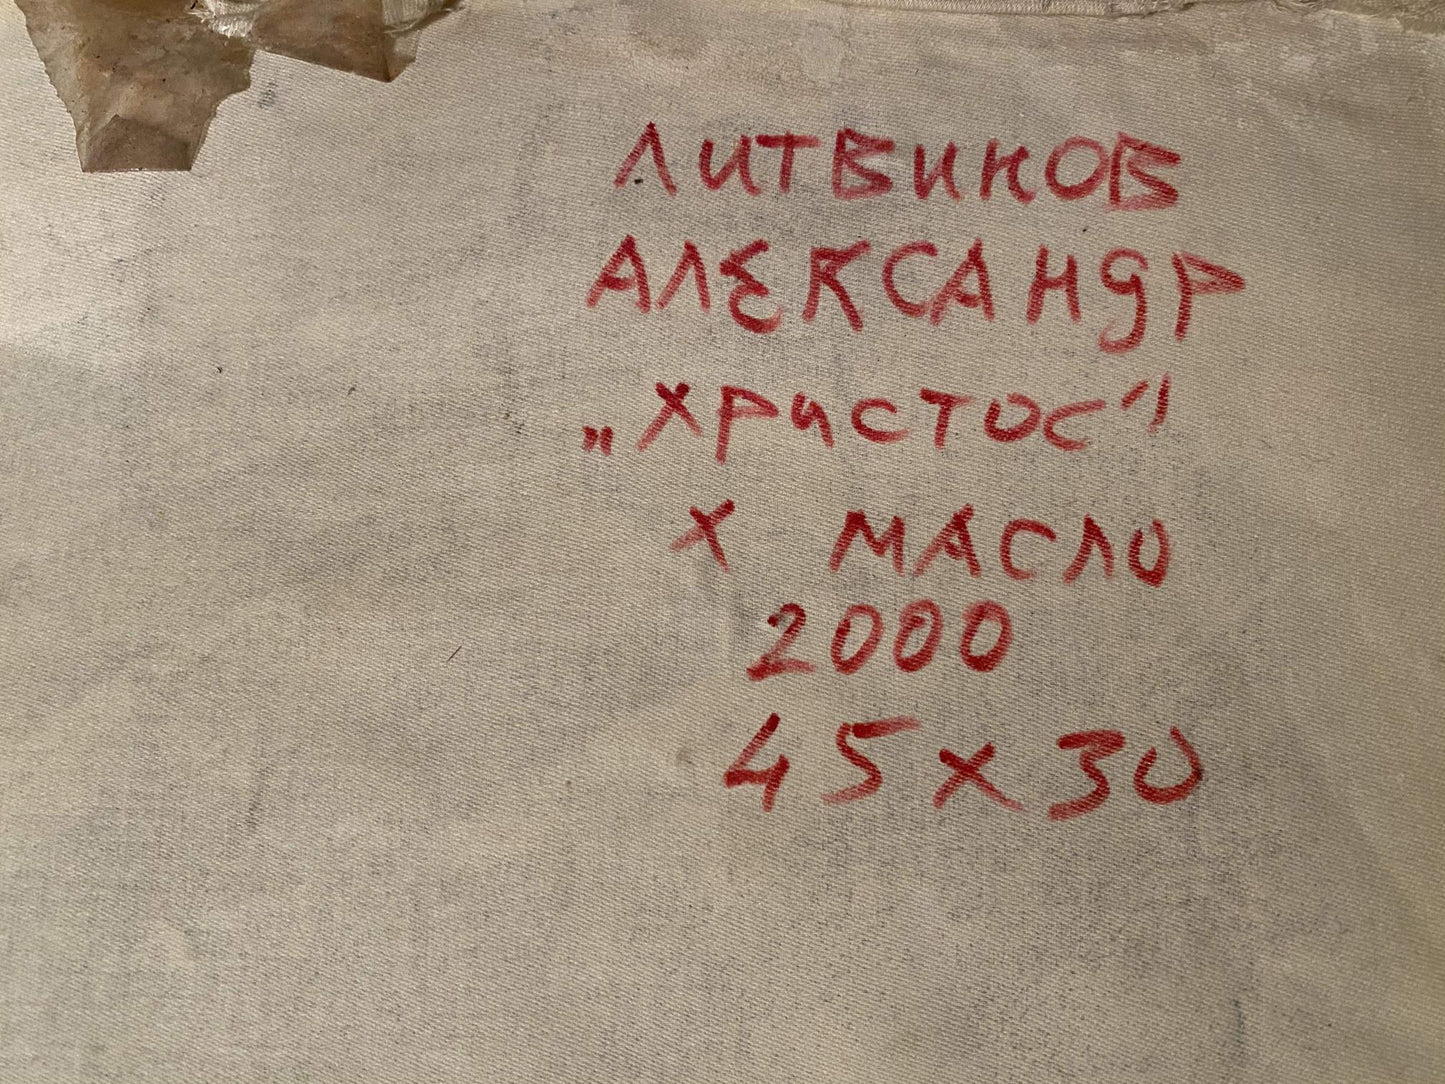 ЛИТВИНОВ
АЛЕКСАНДР
„Христос"
х МАСЛО
2000
45х30